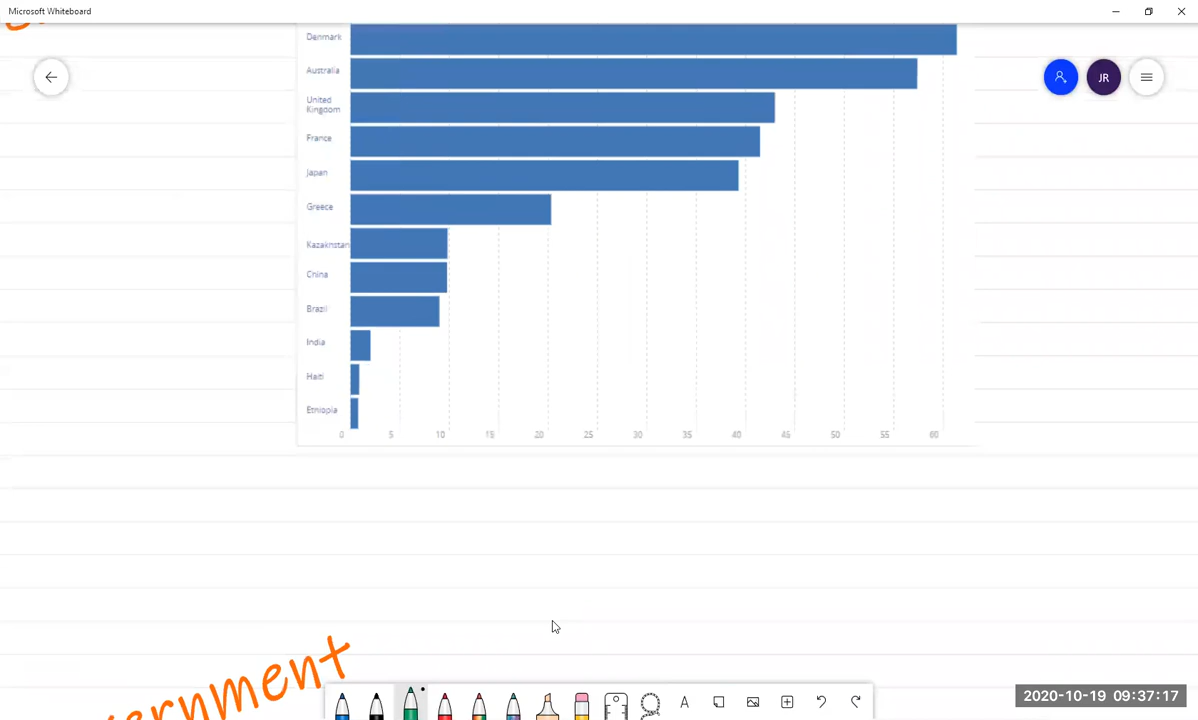 Microsoft Whiteboard
Denmark
JR
Australia
United
Kingdom
France
Japan
Greece
Kazakhstan
China
Brazil
India
Haiti
Ethiopia
0 5 10 15 20 25 30 35 40 45 50 55 60
A
2020-10-19 09:37:17